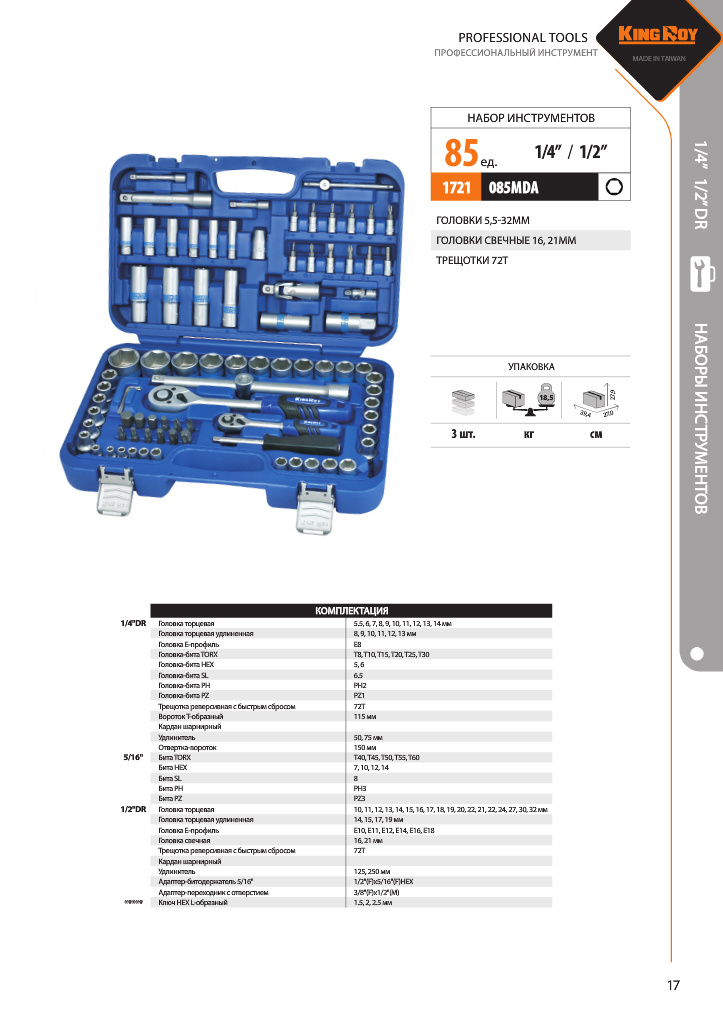 PROFESSIONAL TOOLS
ПРОФЕССИОНАЛЬНЫЙ ИНСТРУМЕНТ
KING ROY
MADE IN TAIWAN
1/4” 1/2” DR
НАБОРЫ ИНСТРУМЕНТОВ
НАБОР ИНСТРУМЕНТОВ
85 ед. 1/4” / 1/2”
1721 085MDA
ГОЛОВКИ 5,5-32ММ
ГОЛОВКИ СВЕЧНЫЕ 16, 21ММ
ТРЕЩОТКИ 72Т
УПАКОВКА
18,5
27,9
39,4 27,0
3 шт. кг см
KINGROY
КОМПЛЕКТАЦИЯ
1/4"DR Головка торцевая 5.5, 6, 7, 8, 9, 10, 11, 12, 13, 14 мм
Головка торцевая удлиненная 8, 9, 10, 11, 12, 13 мм
Головка Е-профиль E8
Головка-бита TORX T8, T10, T15, T20, T25, T30
Головка-бита HEX 5, 6
Головка-бита SL 6.5
Головка-бита PH PH2
Головка-бита PZ PZ1
Трещотка реверсивная с быстрым сбросом 72T
Вороток Т-образный 115 мм
Кардан шарнирный
Удлинитель 50, 75 мм
Отвертка-вороток 150 мм
5/16" Бита TORX T40, T45, T50, T55, T60
Бита HEX 7, 10, 12, 14
Бита SL 8
Бита PH PH3
Бита PZ PZ3
1/2"DR Головка торцевая 10, 11, 12, 13, 14, 15, 16, 17, 18, 19, 20, 22, 21, 22, 24, 27, 30, 32 мм
Головка торцевая удлиненная 14, 15, 17, 19 мм
Головка Е-профиль E10, E11, E12, E14, E16, E18
Головка свечная 16, 21 мм
Трещотка реверсивная с быстрым сбросом 72T
Кардан шарнирный
Удлинитель 125, 250 мм
Адаптер-битодержатель 5/16" 1/2"(F)x5/16"(F)HEX
Адаптер-переходник с отверстием 3/8"(F)x1/2"(M)
Ключ HEX L-образный 1.5, 2, 2.5 мм
17